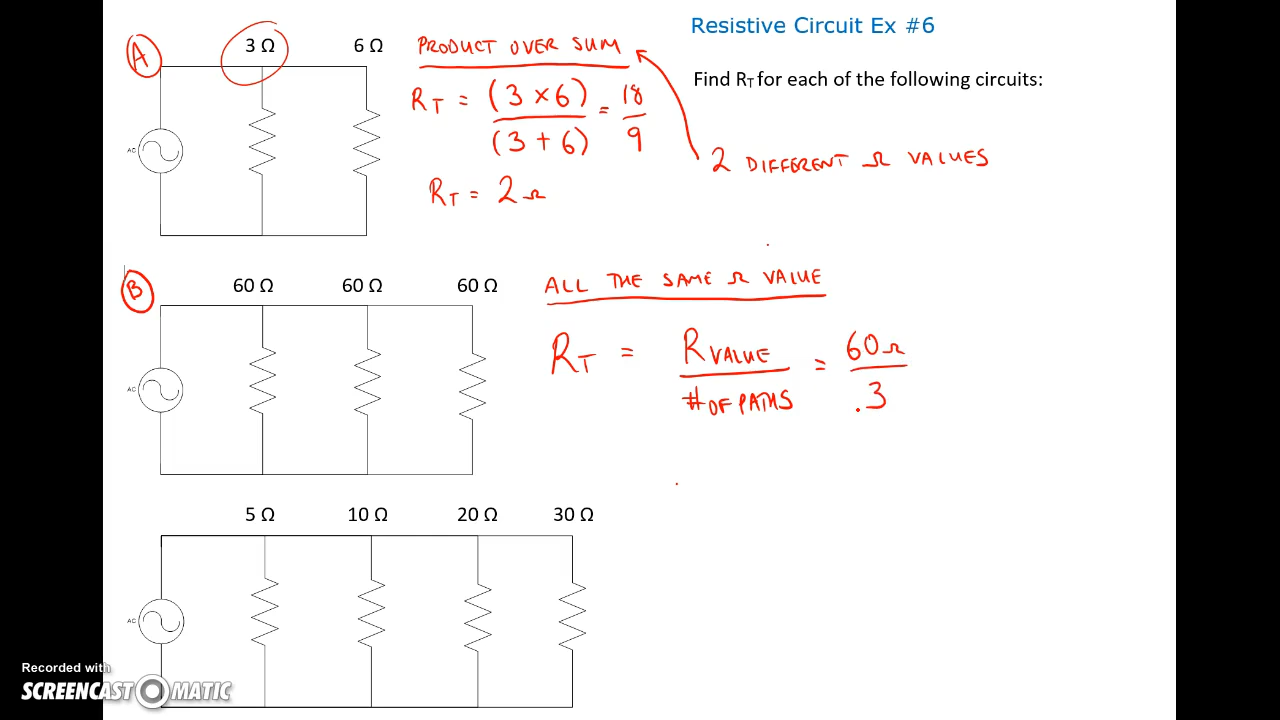 Resistive Circuit Ex #6
Find RT for each of the following circuits:
A
3 Ω
6 Ω
AC
PRODUCT OVER SUM
RT = (3 × 6) / (3 + 6) = 18 / 9
RT = 2 Ω
2 DIFFERENT Ω VALUES
B
60 Ω
60 Ω
60 Ω
AC
ALL THE SAME Ω VALUE
RT = RVALUE / # OF PATHS = 60Ω / 3
5 Ω
10 Ω
20 Ω
30 Ω
AC
Recorded with
SCREENCAST-O-MATIC